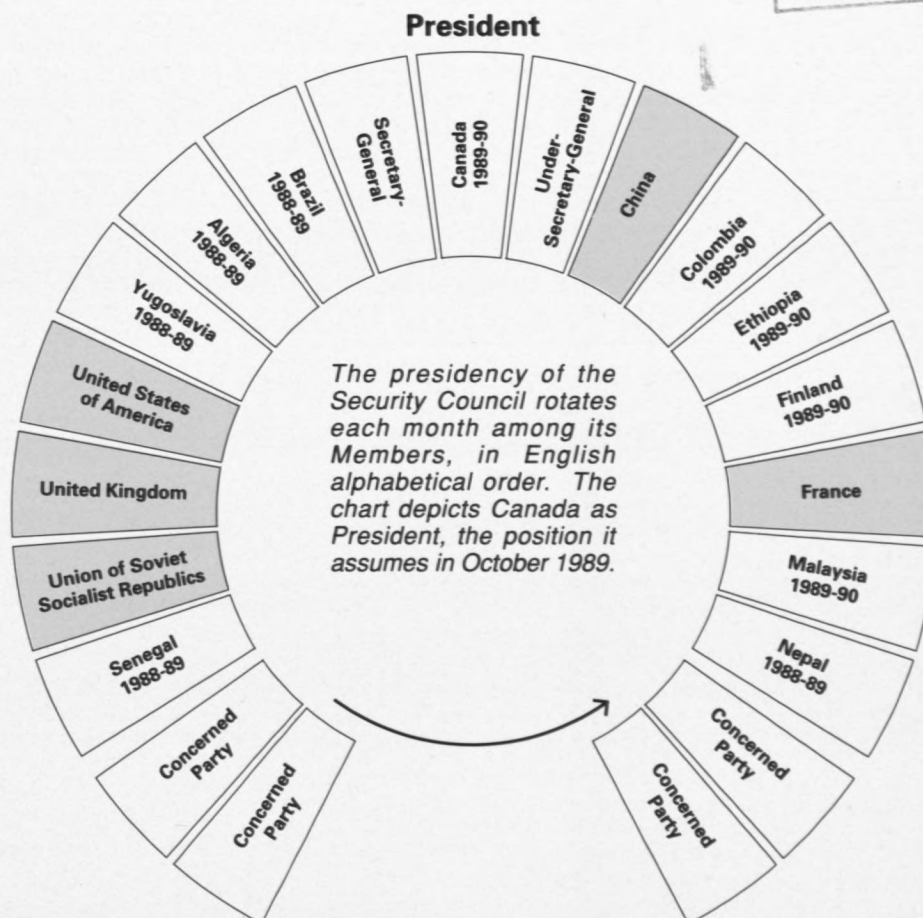 President
Secretary-
General
Canada
1989-90
Under-
Secretary-General
Brazil
1988-89
China
Algeria
1988-89
Colombia
1989-90
Yugoslavia
1988-89
Ethiopia
1989-90
United States
of America
Finland
1989-90
United Kingdom
France
Union of Soviet
Socialist Republics
Malaysia
1989-90
Senegal
1988-89
Nepal
1988-89
Concerned
Party
Concerned
Party
Concerned
Party
Concerned
Party
The presidency of the
Security Council rotates
each month among its
Members, in English
alphabetical order. The
chart depicts Canada as
President, the position it
assumes in October 1989.